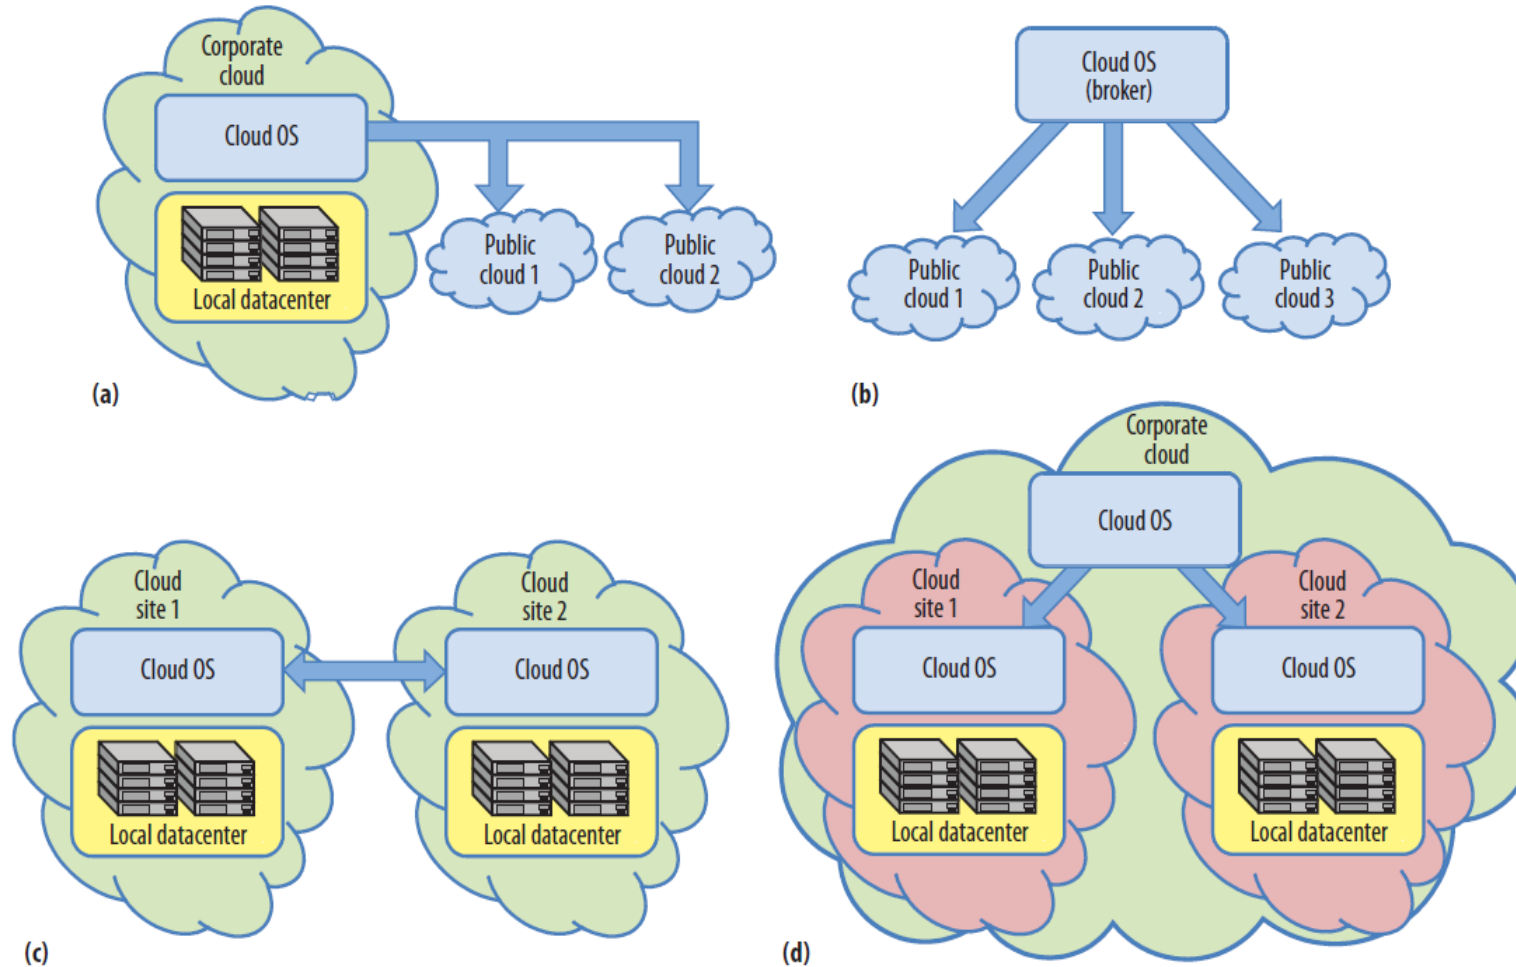 Corporate
cloud
Cloud OS
Local datacenter
Public
cloud 1
Public
cloud 2
(a)
Cloud OS
(broker)
Public
cloud 1
Public
cloud 2
Public
cloud 3
(b)
Cloud
site 1
Cloud OS
Local datacenter
Cloud
site 2
Cloud OS
Local datacenter
(c)
Corporate
cloud
Cloud OS
Cloud
site 1
Cloud OS
Local datacenter
Cloud
site 2
Cloud OS
Local datacenter
(d)